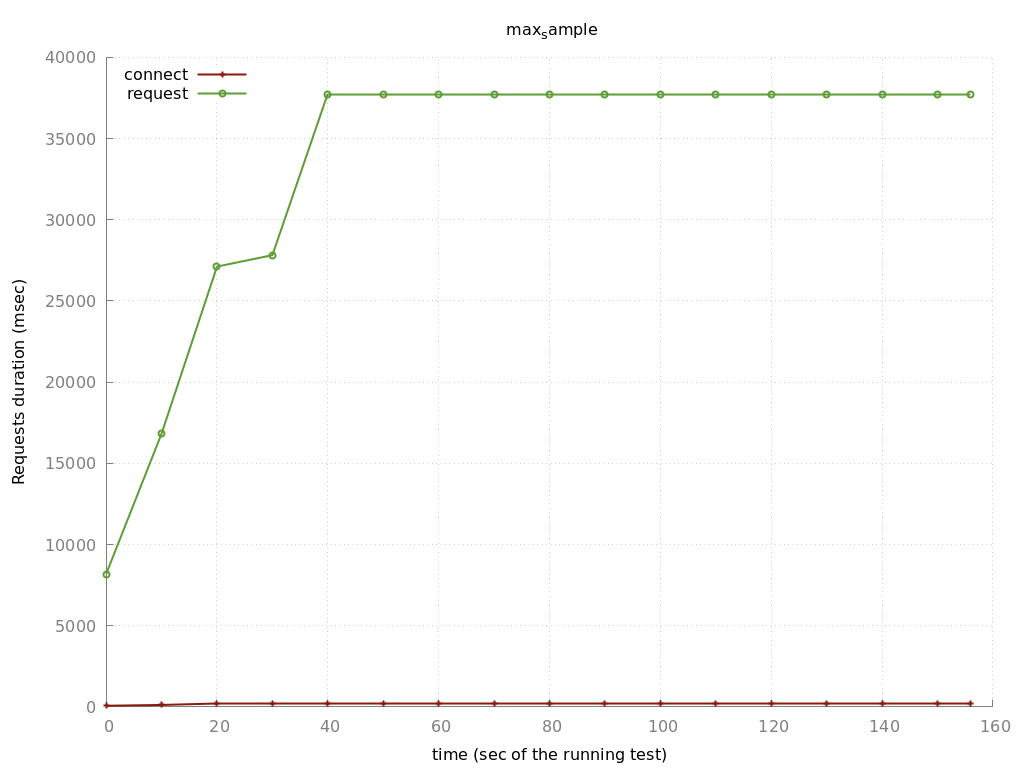 max_sample
40000
connect
request
35000
30000
25000
20000
15000
10000
5000
0
Requests duration (msec)
0 20 40 60 80 100 120 140 160
time (sec of the running test)